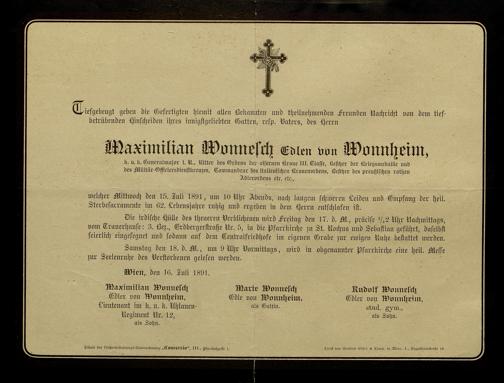 Tiefgebeugt geben die Gefertigten hiemit allen Bekannten und theilnehmenden Freunden Nachricht von dem tief-
betrübenden Hinscheiden ihres innigstgeliebten Gatten, resp. Vaters, des Herrn
Maximilian Wonnesch Edlen von Wonnheim,
k. u. k. Generalmajor i. R., Ritter des Ordens der eisernen Krone III. Classe, Besitzer der Kriegsmedaille und
des Militär-Officiersdienstzeichens, Commandeur des italienischen Kronenordens, Besitzer des preußischen rothen
Adlerordens etc. etc.,
welcher Mittwoch den 15. Juli 1891, um 10 Uhr Abends, nach langem schweren Leiden und Empfang der heil.
Sterbesacramente im 62. Lebensjahre ruhig und ergeben in dem Herrn entschlafen ist.
Die irdische Hülle des theueren Verblichenen wird Freitag den 17. d. M., präcise 1/2 Uhr Nachmittags,
vom Trauerhause: 3. Bez., Erdbergerstraße Nr. 5, in die Pfarrkirche zu St. Rochus und Sebastian geführt, daselbst
feierlich eingesegnet und sodann auf dem Centralfriedhofe in eigenen Grabe zur ewigen Ruhe bestattet werden.
Samstag den 18. d. M., um 9 Uhr Vormittags, wird in obgenannter Pfarrkirche eine heil. Messe
zur Seelenruhe des Verstorbenen gelesen werden.
Wien, den 16. Juli 1891.
Maximilian Wonnesch
Edler von Wonnheim,
Lieutenant im k. u. k. Uhlanen-
Regiment Nr. 12,
als Sohn.
Marie Wonnesch
Edle von Wonnheim,
als Gattin.
Rudolf Wonnesch
Edler von Wonnheim,
stud. gym.,
als Sohn.
"Concordia", III.,